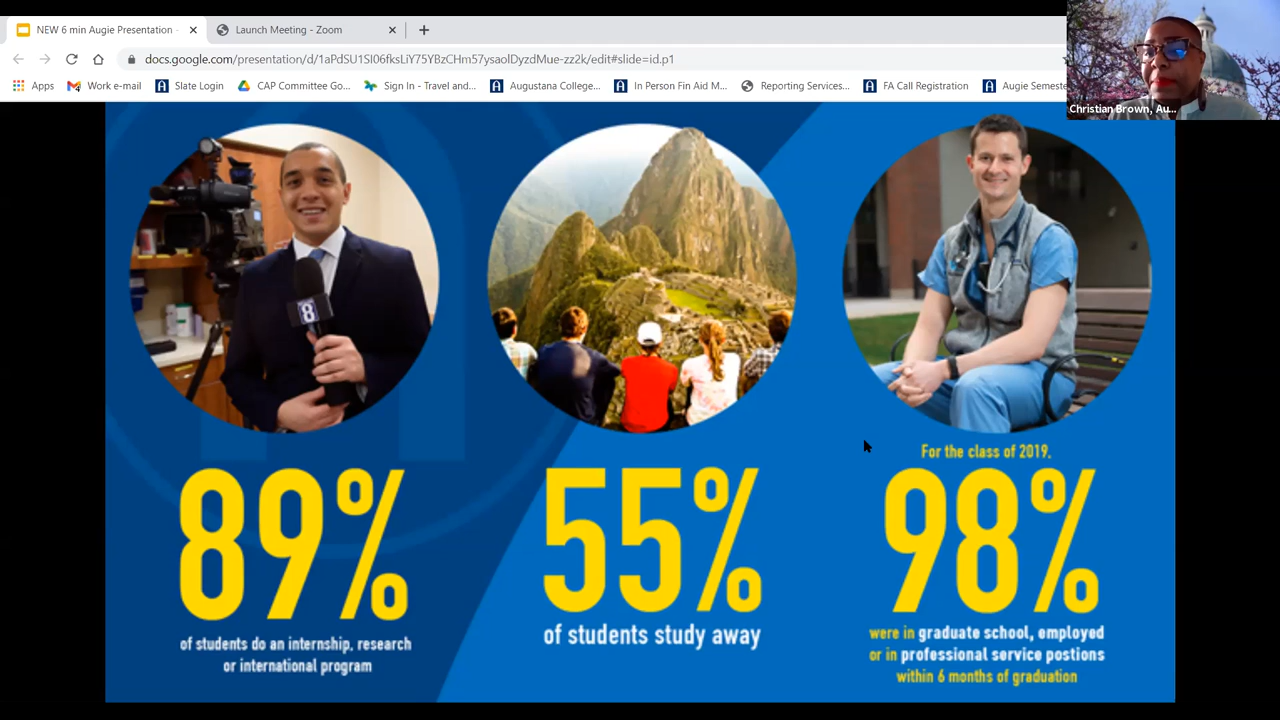 NEW 6 min Augie Presentation -
Launch Meeting - Zoom
docs.google.com/presentation/d/1aPdSU1Sl06fksLiY75YBzCHm57ysaolDyzdMue-zz2k/edit#slide=id.p1
Apps
Work e-mail
Slate Login
CAP Committee Go...
Sign In - Travel and...
Augustana College...
In Person Fin Aid M...
Reporting Services...
FA Call Registration
Augie Semest
Christian Brown, Au...
8
For the class of 2019,
89%
55%
98%
of students do an internship, research
or international program
of students study away
were in graduate school, employed
or in professional service postions
within 6 months of graduation